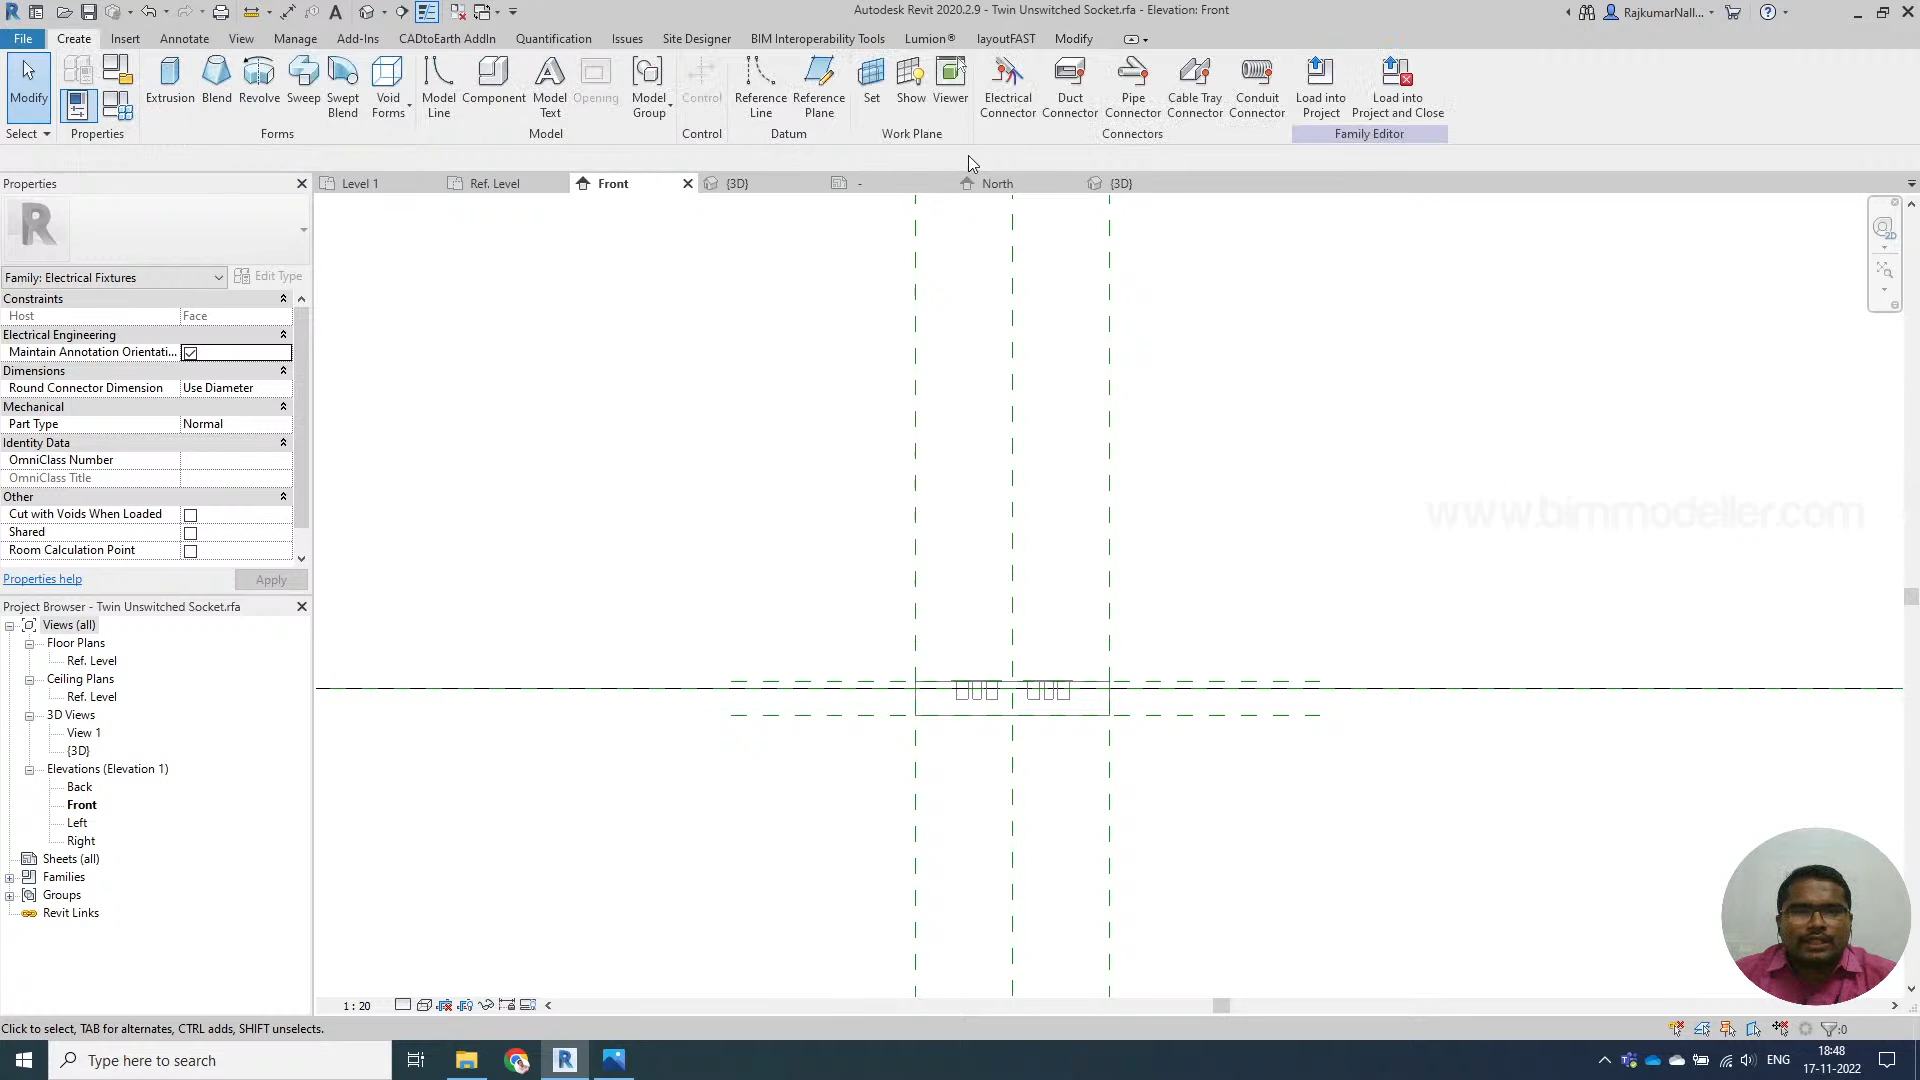 Autodesk Revit 2020.2.9 - Twin Unswitched Socket.rfa - Elevation: Front
RajkumarNall...
File Create Insert Annotate View Manage Add-Ins CADtoEarth AddIn Quantification Issues Site Designer BIM Interoperability Tools Lumion® layoutFAST Modify
Modify
Extrusion Blend Revolve Sweep Swept Blend Void Forms
Model Line Component Model Text Opening Model Group
Control
Reference Line Reference Plane
Set Show Viewer
Electrical Connector Duct Connector Pipe Connector Cable Tray Connector Conduit Connector
Load into Project Load into Project and Close
Select Properties Forms Model Control Datum Work Plane Connectors Family Editor
Properties
Level 1 Ref. Level Front {3D} - North {3D}
Family: Electrical Fixtures Edit Type
Constraints
Host Face
Electrical Engineering
Maintain Annotation Orientati...
Dimensions
Round Connector Dimension Use Diameter
Mechanical
Part Type Normal
Identity Data
OmniClass Number
OmniClass Title
Other
Cut with Voids When Loaded
Shared
Room Calculation Point
Properties help Apply
www.bimmodeller.com
Project Browser - Twin Unswitched Socket.rfa
Views (all)
Floor Plans
Ref. Level
Ceiling Plans
Ref. Level
3D Views
View 1
{3D}
Elevations (Elevation 1)
Back
Front
Left
Right
Sheets (all)
Families
Groups
Revit Links
1 : 20
Click to select, TAB for alternates, CTRL adds, SHIFT unselects.
:0
Type here to search
ENG
18:48
17-11-2022